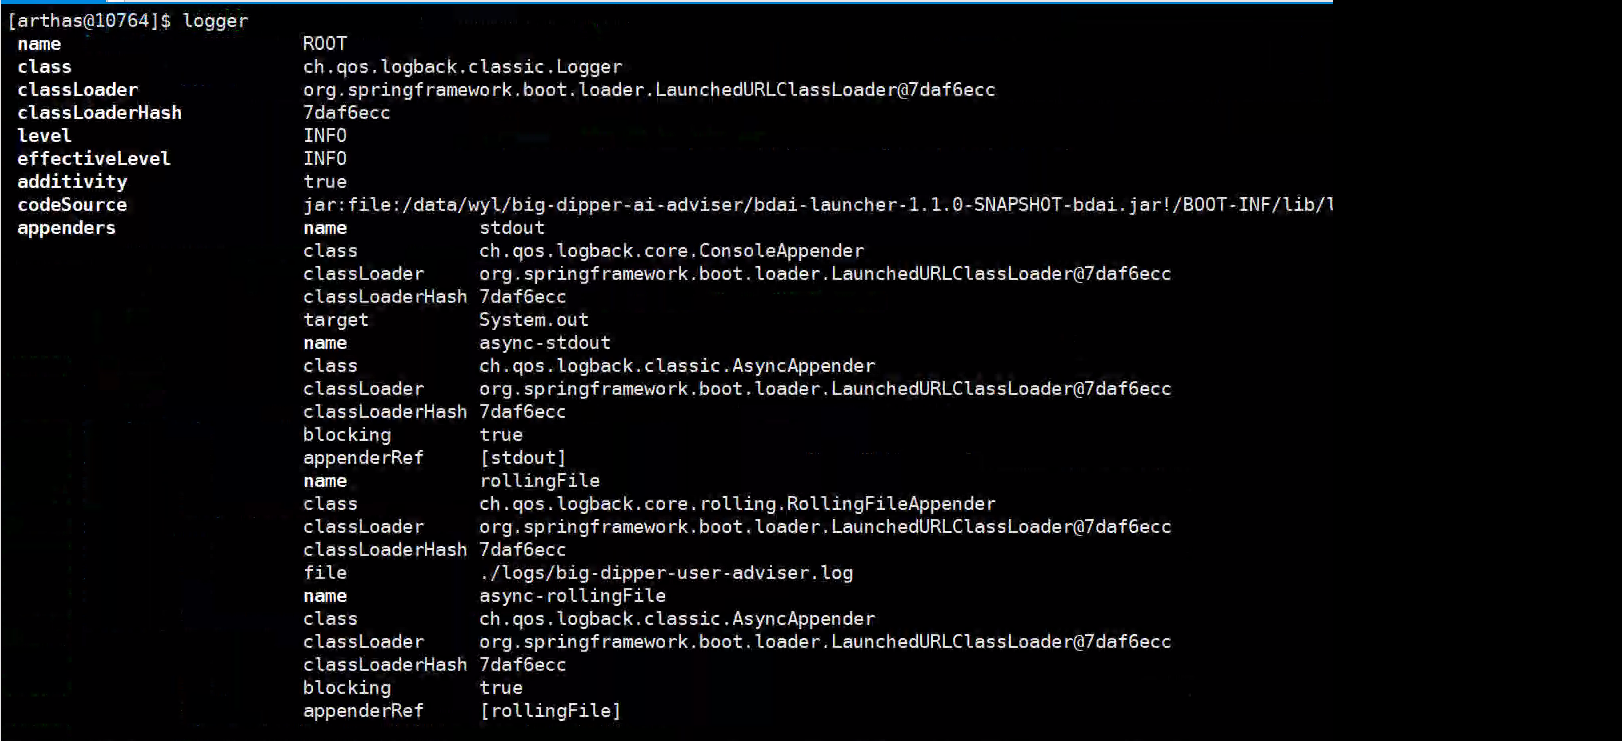 [arthas@10764]$ logger
name ROOT
class ch.qos.logback.classic.Logger
classLoader org.springframework.boot.loader.LaunchedURLClassLoader@7daf6ecc
classLoaderHash 7daf6ecc
level INFO
effectiveLevel INFO
additivity true
codeSource jar:file:/data/wyl/big-dipper-ai-adviser/bdai-launcher-1.1.0-SNAPSHOT-bdai.jar!/BOOT-INF/lib/l
appenders name stdout
class ch.qos.logback.core.ConsoleAppender
classLoader org.springframework.boot.loader.LaunchedURLClassLoader@7daf6ecc
classLoaderHash 7daf6ecc
target System.out
name async-stdout
class ch.qos.logback.classic.AsyncAppender
classLoader org.springframework.boot.loader.LaunchedURLClassLoader@7daf6ecc
classLoaderHash 7daf6ecc
blocking true
appenderRef [stdout]
name rollingFile
class ch.qos.logback.core.rolling.RollingFileAppender
classLoader org.springframework.boot.loader.LaunchedURLClassLoader@7daf6ecc
classLoaderHash 7daf6ecc
file ./logs/big-dipper-user-adviser.log
name async-rollingFile
class ch.qos.logback.classic.AsyncAppender
classLoader org.springframework.boot.loader.LaunchedURLClassLoader@7daf6ecc
classLoaderHash 7daf6ecc
blocking true
appenderRef [rollingFile]